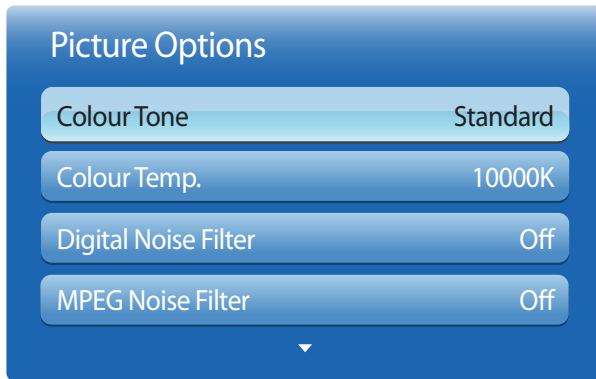 Picture Options
Colour Tone Standard
Colour Temp. 10000K
Digital Noise Filter Off
MPEG Noise Filter Off